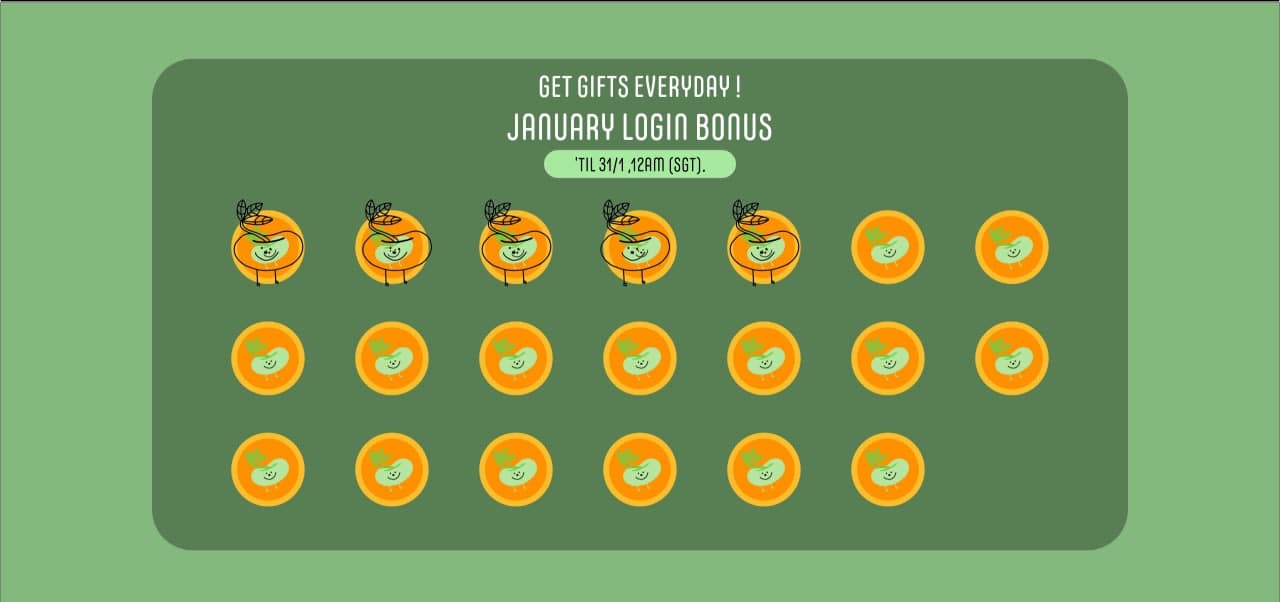 GET GIFTS EVERYDAY !
JANUARY LOGIN BONUS
'TIL 31/1 ,12AM (SGT).